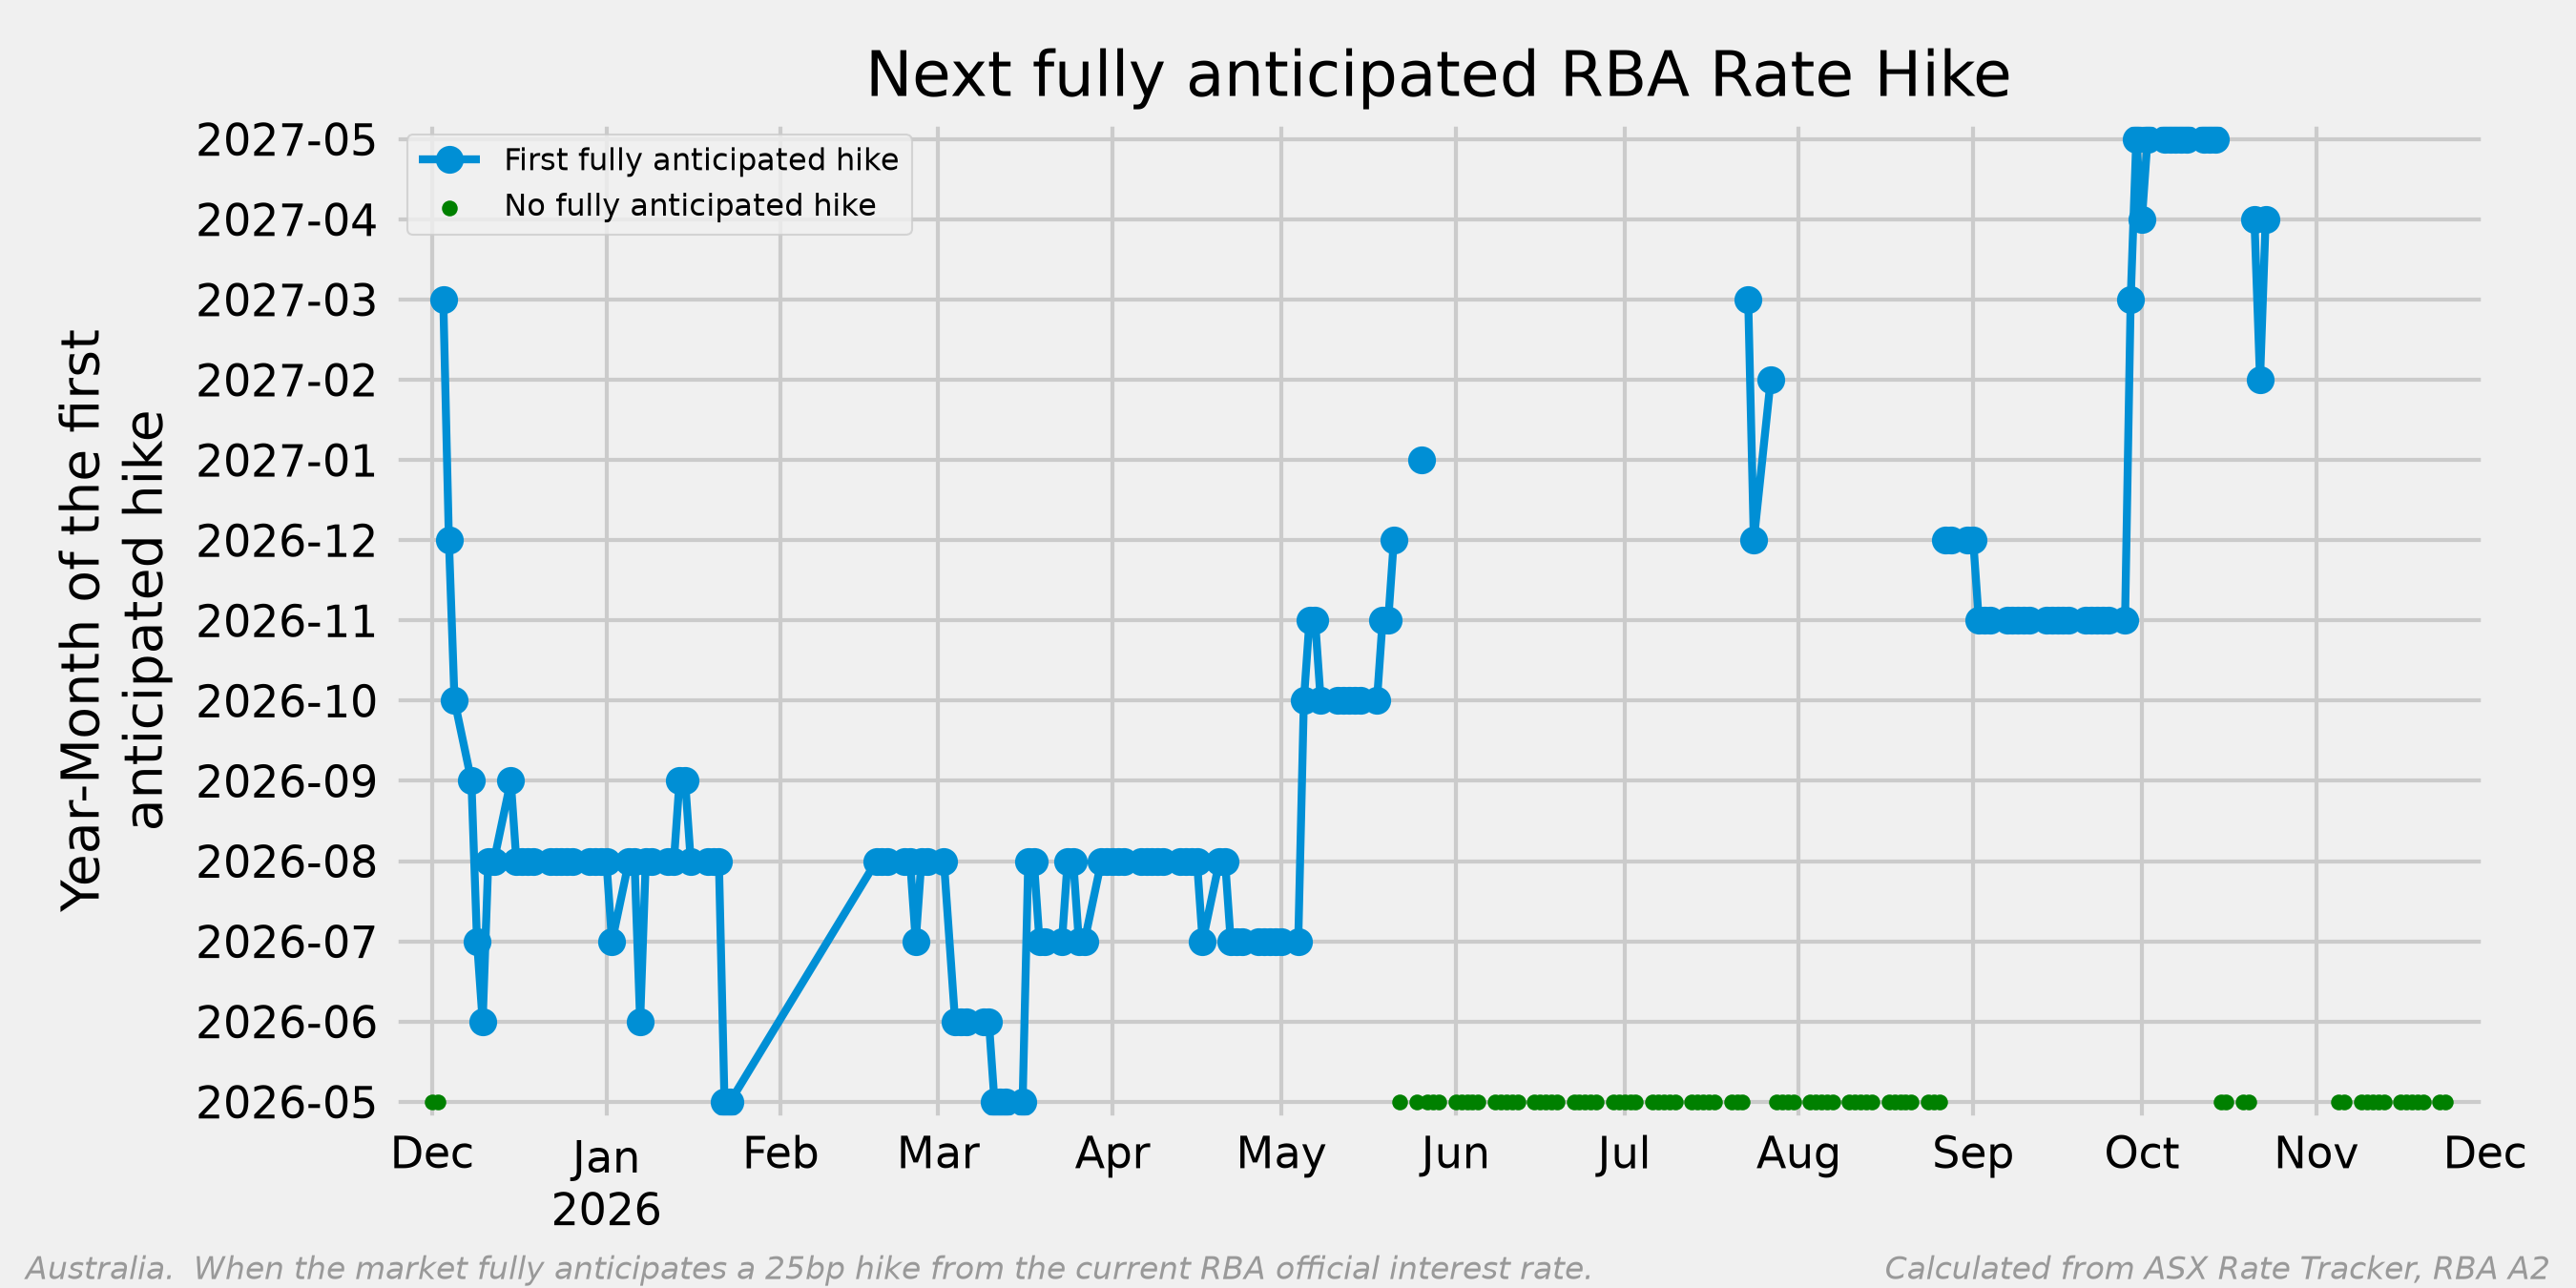 Next fully anticipated RBA Rate Hike
First fully anticipated hike
No fully anticipated hike
Year-Month of the first
anticipated hike
2027-05
2027-04
2027-03
2027-02
2027-01
2026-12
2026-11
2026-10
2026-09
2026-08
2026-07
2026-06
2026-05
Dec Jan Feb Mar Apr May Jun Jul Aug Sep Oct Nov Dec
2026
Australia. When the market fully anticipates a 25bp hike from the current RBA official interest rate. Calculated from ASX Rate Tracker, RBA A2